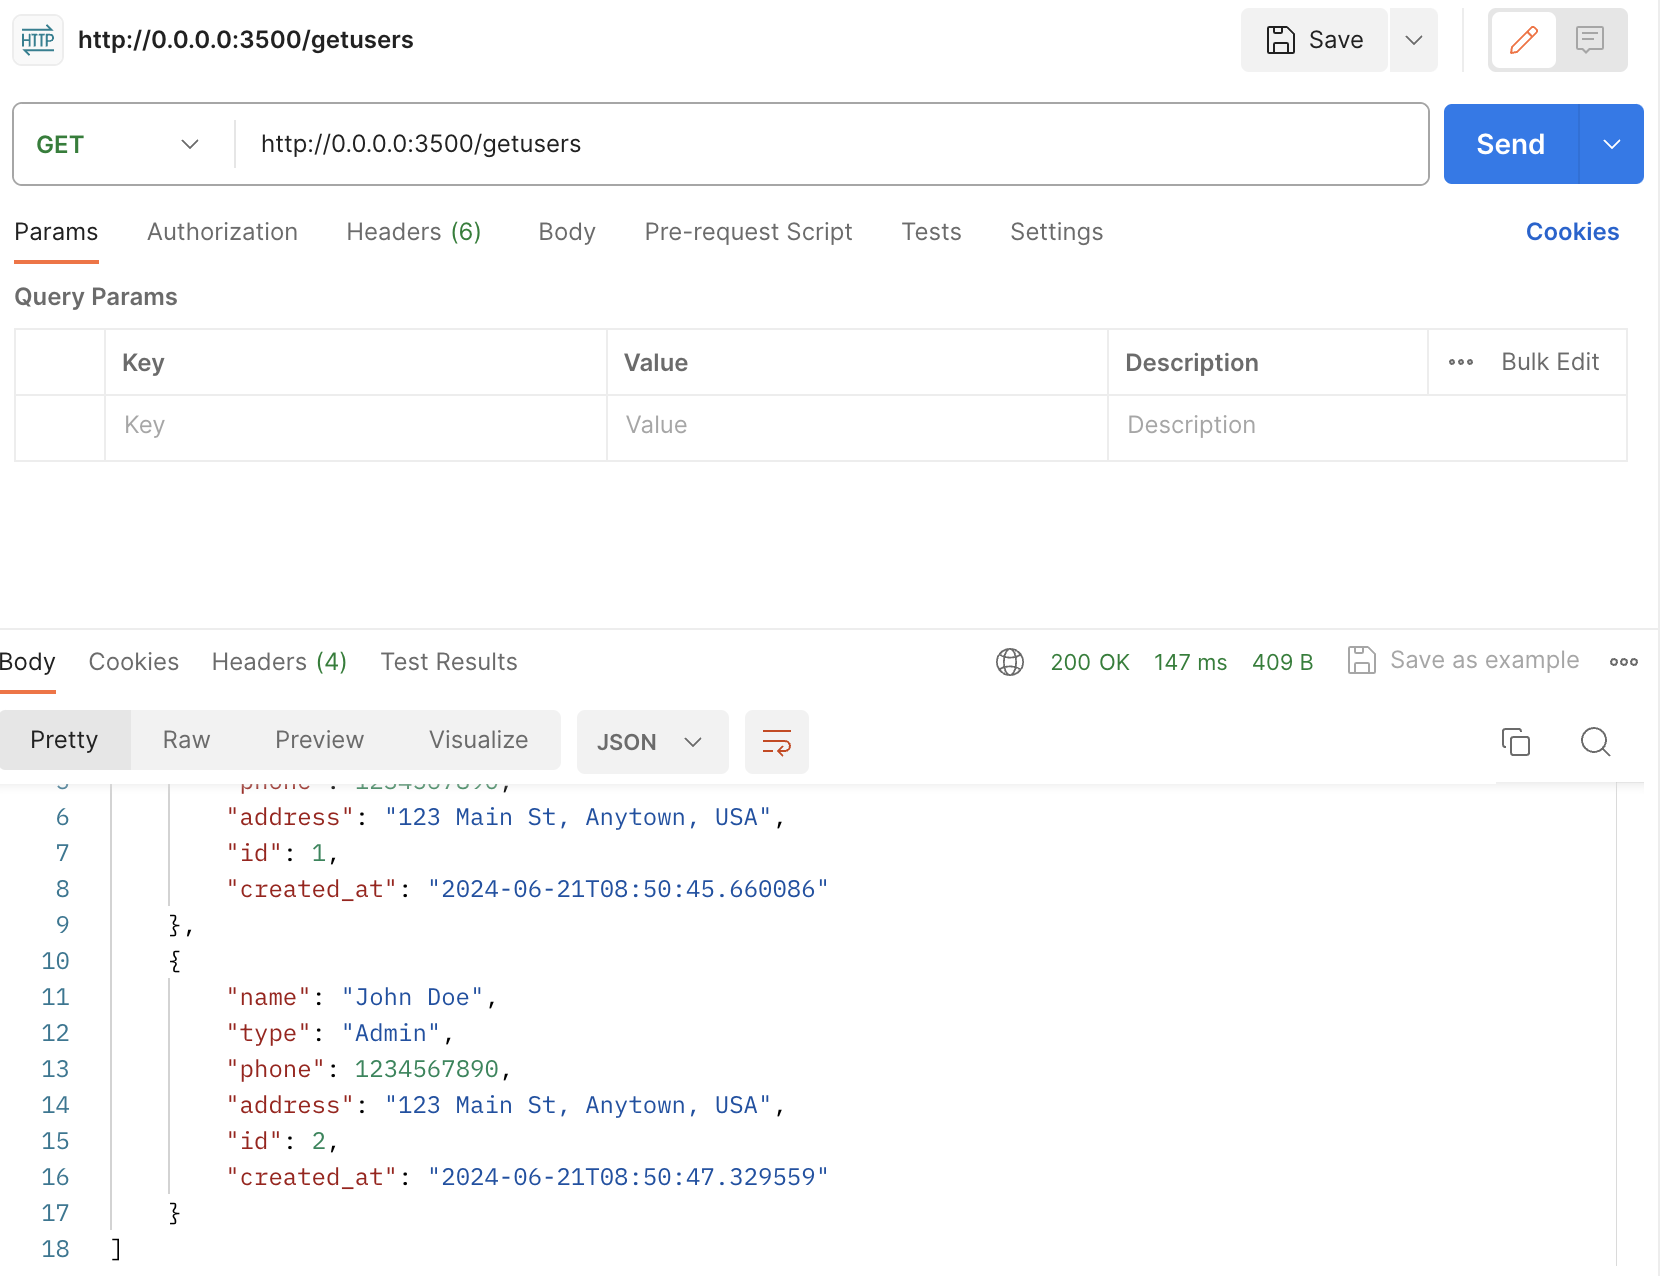 HTTP http://0.0.0.0:3500/getusers Save
GET http://0.0.0.0:3500/getusers Send
Params Authorization Headers (6) Body Pre-request Script Tests Settings Cookies
Query Params
Key Value Description Bulk Edit
Key Value Description
Body Cookies Headers (4) Test Results 200 OK 147 ms 409 B Save as example
Pretty Raw Preview Visualize JSON
5 "phone": 1234567890,
6 "address": "123 Main St, Anytown, USA",
7 "id": 1,
8 "created_at": "2024-06-21T08:50:45.660086"
9 },
10 {
11 "name": "John Doe",
12 "type": "Admin",
13 "phone": 1234567890,
14 "address": "123 Main St, Anytown, USA",
15 "id": 2,
16 "created_at": "2024-06-21T08:50:47.329559"
17 }
18 ]